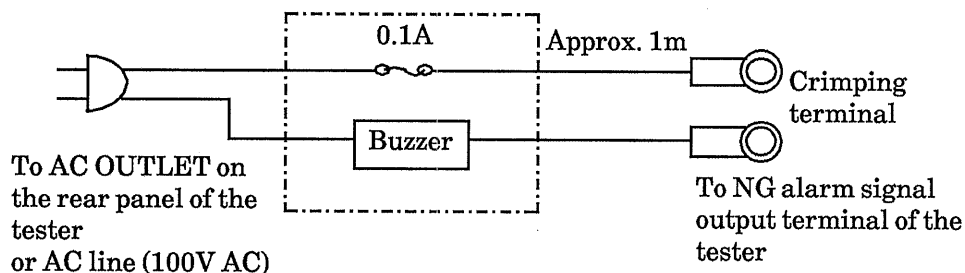 0.1A
Approx. 1m
Crimping
terminal
Buzzer
To AC OUTLET on
the rear panel of the
tester
or AC line (100V AC)
To NG alarm signal
output terminal of the
tester